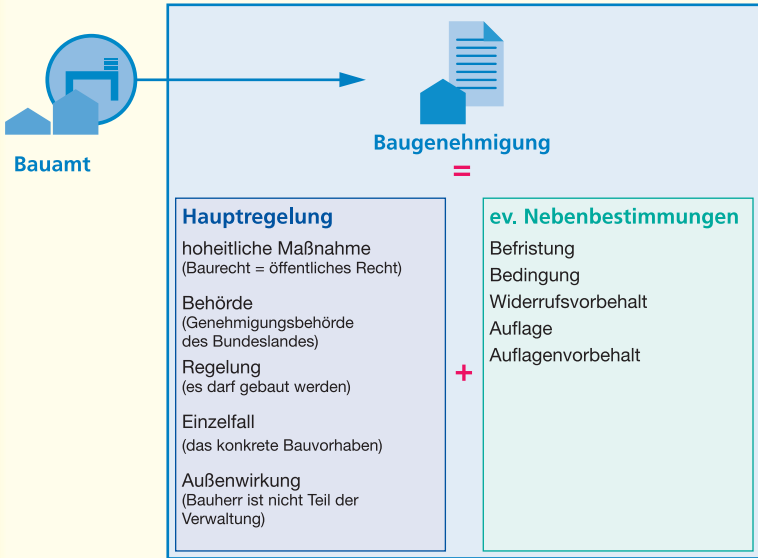 Bauamt
Baugenehmigung
=
Hauptregelung
hoheitliche Maßnahme
(Baurecht = öffentliches Recht)
Behörde
(Genehmigungsbehörde
des Bundeslandes)
Regelung
(es darf gebaut werden)
Einzelfall
(das konkrete Bauvorhaben)
Außenwirkung
(Bauherr ist nicht Teil der
Verwaltung)
+
ev. Nebenbestimmungen
Befristung
Bedingung
Widerrufsvorbehalt
Auflage
Auflagenvorbehalt